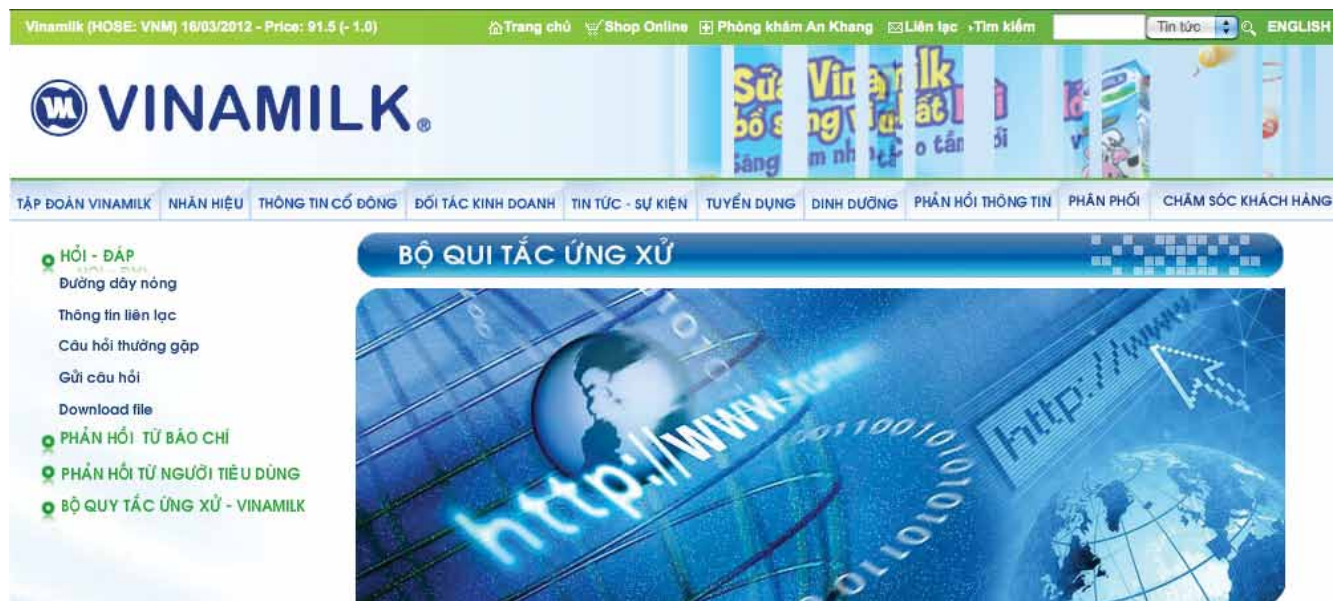 Vinamilk (HOSE: VNM) 16/03/2012 - Price: 91.5 (- 1.0) Trang chủ Shop Online Phòng khám An Khang Liên lạc Tìm kiếm Tin tức ENGLISH
VINAMILK®
TẬP ĐOÀN VINAMILK NHÃN HIỆU THÔNG TIN CỔ ĐÔNG ĐỐI TÁC KINH DOANH TIN TỨC - SỰ KIỆN TUYỂN DỤNG DINH DƯỠNG PHẢN HỒI THÔNG TIN PHÂN PHỐI CHĂM SÓC KHÁCH HÀNG
HỎI - ĐÁP
Đường dây nóng
Thông tin liên lạc
Câu hỏi thường gặp
Gửi câu hỏi
Download file
PHẢN HỒI TỪ BÁO CHÍ
PHẢN HỒI TỪ NGƯỜI TIÊU DÙNG
BỘ QUY TẮC ỨNG XỬ - VINAMILK
BỘ QUI TẮC ỨNG XỬ
http://www
http://www